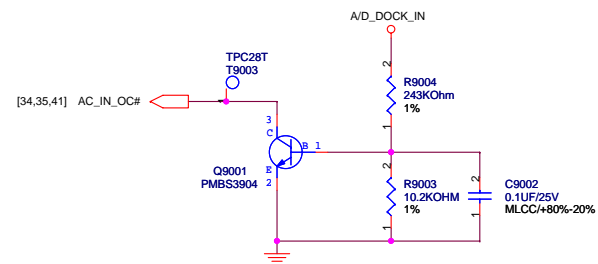 A/D_DOCK_IN
TPC28T
T9003
[34,35,41] AC_IN_OC#
2
R9004
243KOhm
1%
1
3
C
B 1
E
2
Q9001
PMBS3904
2
R9003
10.2KOHM
1%
1
2
C9002
0.1UF/25V
MLCC/+80%-20%
1